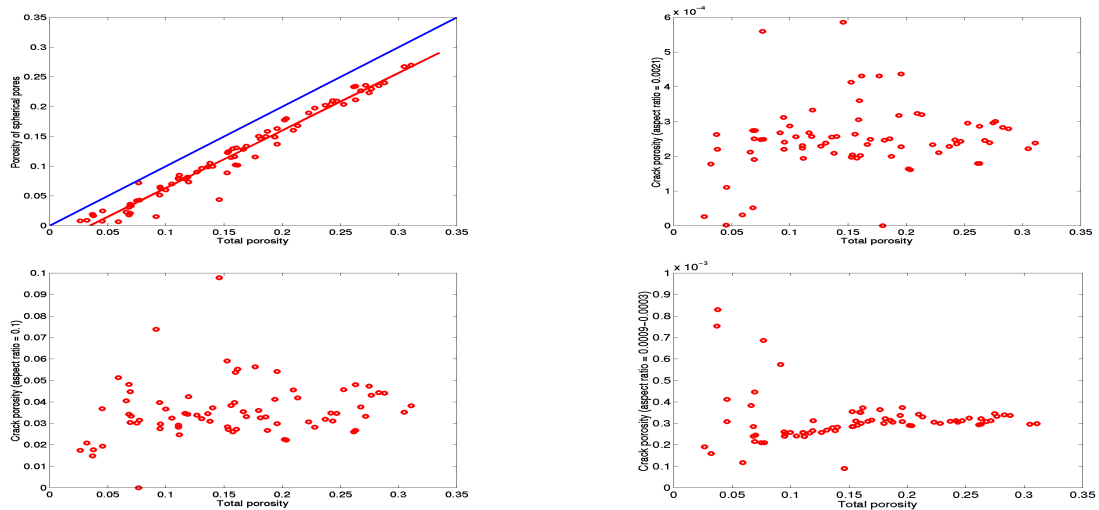 Porosity of spherical pores
0.35
0.3
0.25
0.2
0.15
0.1
0.05
0
0 0.05 0.1 0.15 0.2 0.25 0.3 0.35
Total porosity
x 10⁻⁴
Crack porosity (aspect ratio = 0.0021)
6
5
4
3
2
1
0
0 0.05 0.1 0.15 0.2 0.25 0.3 0.35
Total porosity
Crack porosity (aspect ratio = 0.1)
0.1
0.09
0.08
0.07
0.06
0.05
0.04
0.03
0.02
0.01
0
0 0.05 0.1 0.15 0.2 0.25 0.3 0.35
Total porosity
x 10⁻³
Crack porosity (aspect ratio = 0.0009-0.0003)
1
0.9
0.8
0.7
0.6
0.5
0.4
0.3
0.2
0.1
0
0 0.05 0.1 0.15 0.2 0.25 0.3 0.35
Total porosity